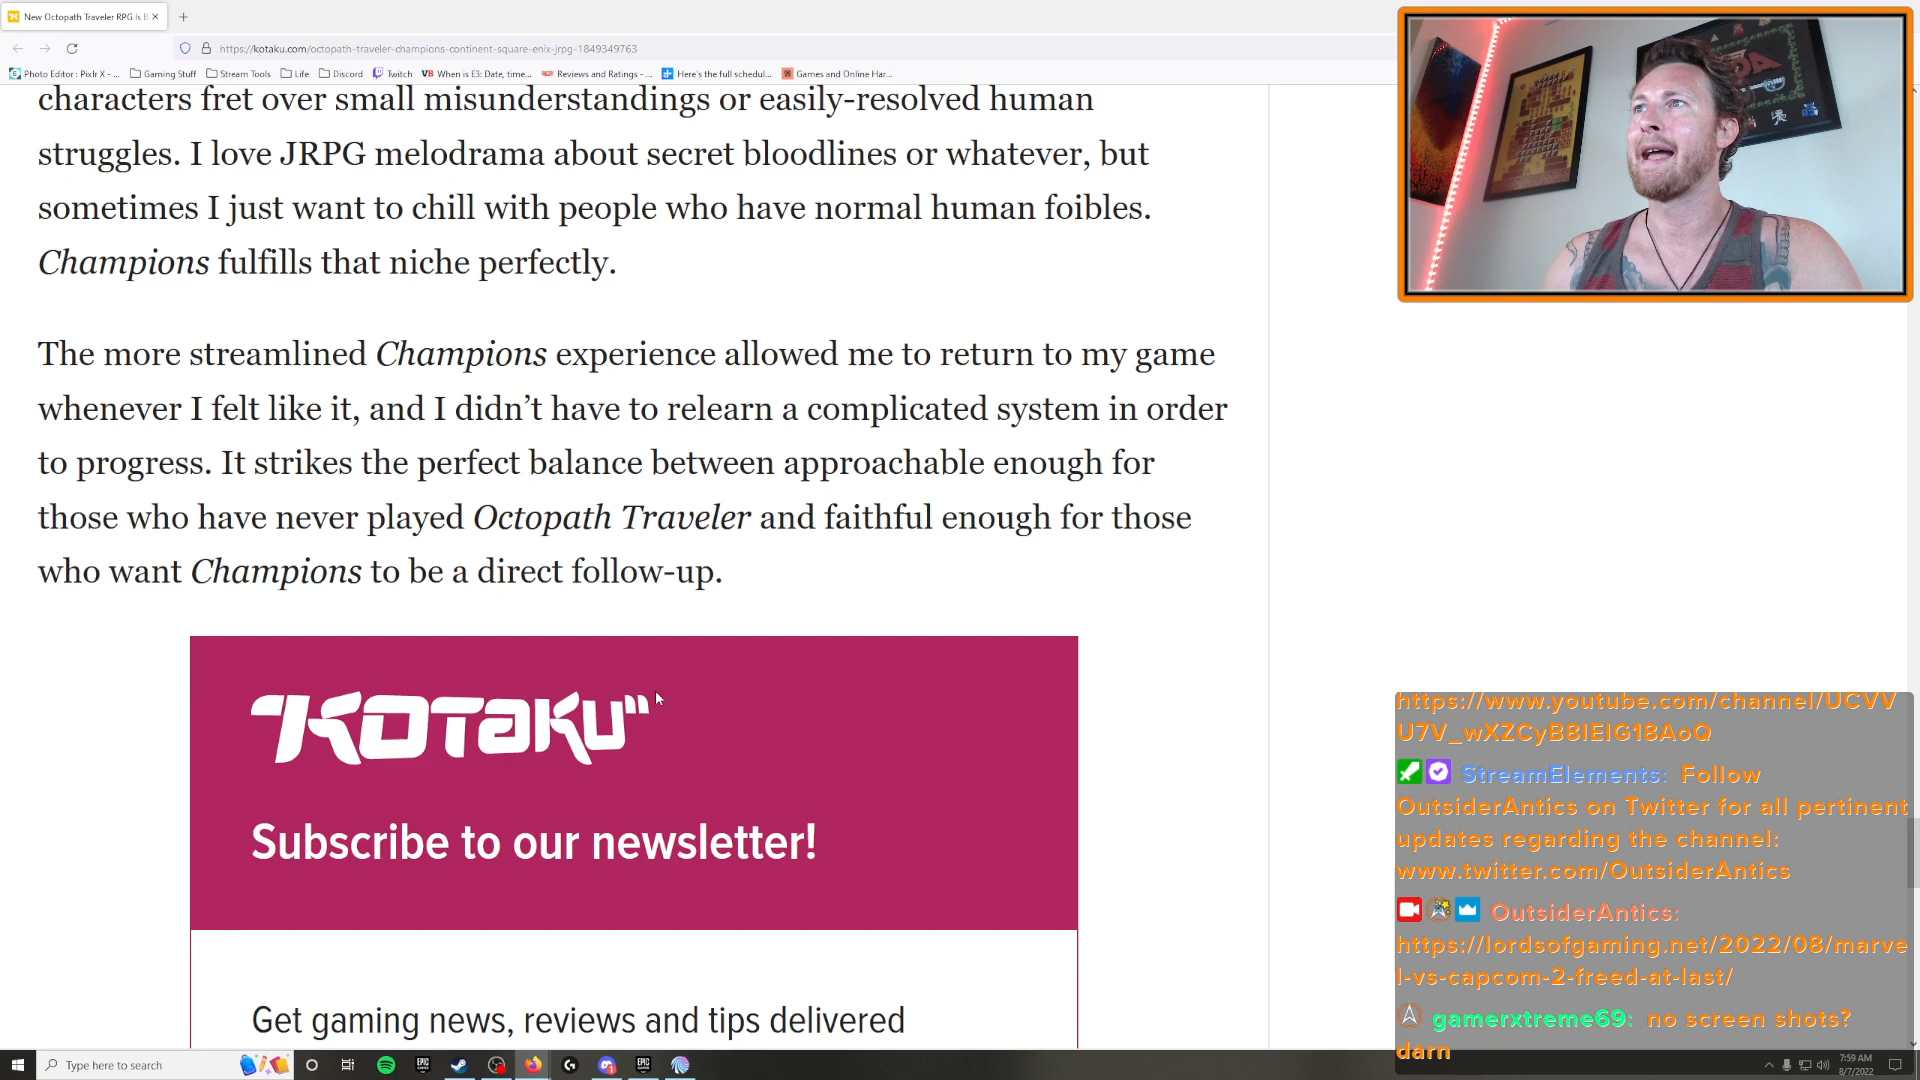 New Octopath Traveler RPG Is B
https://kotaku.com/octopath-traveler-champions-continent-square-enix-jrpg-1849349763
Photo Editor : Pixlr X - ...
Gaming Stuff
Stream Tools
Life
Discord
Twitch
VB When is E3: Date, time...
Reviews and Ratings - ...
Here's the full schedul...
Games and Online Har...
characters fret over small misunderstandings or easily-resolved human
struggles. I love JRPG melodrama about secret bloodlines or whatever, but
sometimes I just want to chill with people who have normal human foibles.
Champions fulfills that niche perfectly.
The more streamlined Champions experience allowed me to return to my game
whenever I felt like it, and I didn’t have to relearn a complicated system in order
to progress. It strikes the perfect balance between approachable enough for
those who have never played Octopath Traveler and faithful enough for those
who want Champions to be a direct follow-up.
KOTAKU
Subscribe to our newsletter!
Get gaming news, reviews and tips delivered
https://www.youtube.com/channel/UCVV
U7V_wXZCyB8IEIG18AoQ
StreamElements: Follow
OutsiderAntics on Twitter for all pertinent
updates regarding the channel:
www.twitter.com/OutsiderAntics
OutsiderAntics:
https://lordsofgaming.net/2022/08/marve
l-vs-capcom-2-freed-at-last/
gamerxtreme69: no screen shots?
darn
Type here to search
7:59 AM
8/7/2022